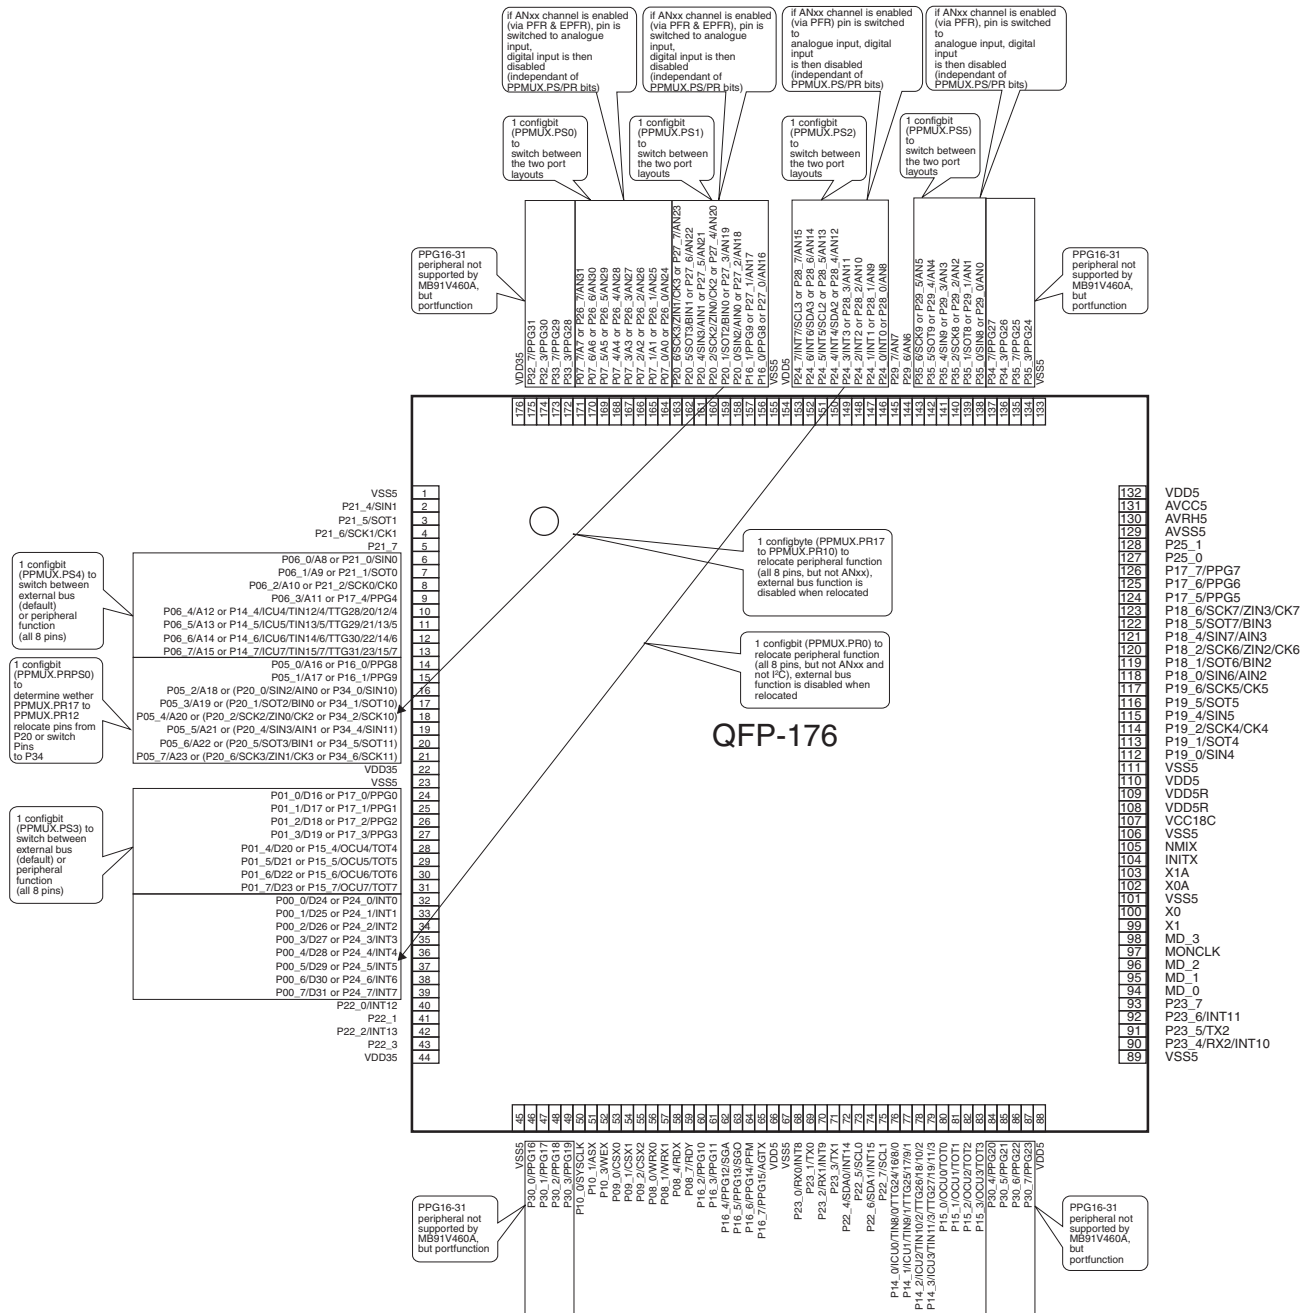 if ANxx channel is enabled
(via PFR & EPFR), pin is
switched to analogue
input,
digital input is then
disabled
(independant of
PPMUX.PS/PR bits)
if ANxx channel is enabled
(via PFR & EPFR), pin is
switched to analogue
input,
digital input is then
disabled
(independant of
PPMUX.PS/PR bits)
if ANxx channel is enabled
(via PFR) pin is switched
to
analogue input, digital
input
is then disabled
(independant of
PPMUX.PS/PR bits)
if ANxx channel is enabled
(via PFR), pin is switched
to
analogue input, digital
input
is then disabled
(independant of
PPMUX.PS/PR bits)
1 configbit
(PPMUX.PS0)
to
switch between
the two port
layouts
1 configbit
(PPMUX.PS1)
to
switch between
the two port
layouts
1 configbit
(PPMUX.PS2)
to
switch between
the two port
layouts
1 configbit
(PPMUX.PS5)
to
switch between
the two port
layouts
PPG16-31
peripheral not
supported by
MB91V460A,
but
portfunction
PPG16-31
peripheral not
supported by
MB91V460A,
but
portfunction
VDD35
P32_7/PPG31
P32_3/PPG30
P33_7/PPG29
P33_3/PPG28
P07_7/A7 or P26_7/AN31
P07_6/A6 or P26_6/AN30
P07_5/A5 or P26_5/AN29
P07_4/A4 or P26_4/AN28
P07_3/A3 or P26_3/AN27
P07_2/A2 or P26_2/AN26
P07_1/A1 or P26_1/AN25
P07_0/A0 or P26_0/AN24
P20_6/SCK3/ZIN1/CK3 or P27_7/AN23
P20_5/SOT3/BIN1 or P27_6/AN22
P20_4/SIN3/AIN1 or P27_5/AN21
P20_2/SCK2/ZIN0/CK2 or P27_4/AN20
P20_1/SOT2/BIN0 or P27_3/AN19
P20_0/SIN2/AIN0 or P27_2/AN18
P16_1/PPG9 or P27_1/AN17
P16_0/PPG8 or P27_0/AN16
VSS5
VDD5
P24_7/INT7/SCL3 or P28_7/AN15
P24_6/INT6/SDA3 or P28_6/AN14
P24_5/INT5/SCL2 or P28_5/AN13
P24_4/INT4/SDA2 or P28_4/AN12
P24_3/INT3 or P28_3/AN11
P24_2/INT2 or P28_2/AN10
P24_1/INT1 or P28_1/AN9
P24_0/INT0 or P28_0/AN8
P29_7/AN7
P29_6/AN6
P35_6/SCK9 or P29_5/AN5
P35_5/SOT9 or P29_4/AN4
P35_4/SIN9 or P29_3/AN3
P35_2/SCK8 or P29_2/AN2
P35_1/SOT8 or P29_1/AN1
P35_0/SIN8 or P29_0/AN0
P34_7/PPG27
P34_3/PPG26
P35_7/PPG25
P35_3/PPG24
VSS5
176 175 174 173 172 171 170 169 168 167 166 165 164 163 162 161 160 159 158 157 156 155 154 153 152 151 150 149 148 147 146 145 144 143 142 141 140 139 138 137 136 135 134 133
VSS5 1
P21_4/SIN1 2
P21_5/SOT1 3
P21_6/SCK1/CK1 4
P21_7 5
P06_0/A8 or P21_0/SIN0 6
P06_1/A9 or P21_1/SOT0 7
P06_2/A10 or P21_2/SCK0/CK0 8
P06_3/A11 or P17_4/PPG4 9
P06_4/A12 or P14_4/ICU4/TIN12/4/TTG28/20/12/4 10
P06_5/A13 or P14_5/ICU5/TIN13/5/TTG29/21/13/5 11
P06_6/A14 or P14_6/ICU6/TIN14/6/TTG30/22/14/6 12
P06_7/A15 or P14_7/ICU7/TIN15/7/TTG31/23/15/7 13
P05_0/A16 or P16_0/PPG8 14
P05_1/A17 or P16_1/PPG9 15
P05_2/A18 or (P20_0/SIN2/AIN0 or P34_0/SIN10) 16
P05_3/A19 or (P20_1/SOT2/BIN0 or P34_1/SOT10) 17
P05_4/A20 or (P20_2/SCK2/ZIN0/CK2 or P34_2/SCK10) 18
P05_5/A21 or (P20_4/SIN3/AIN1 or P34_4/SIN11) 19
P05_6/A22 or (P20_5/SOT3/BIN1 or P34_5/SOT11) 20
P05_7/A23 or (P20_6/SCK3/ZIN1/CK3 or P34_6/SCK11) 21
VDD35 22
VSS5 23
P01_0/D16 or P17_0/PPG0 24
P01_1/D17 or P17_1/PPG1 25
P01_2/D18 or P17_2/PPG2 26
P01_3/D19 or P17_3/PPG3 27
P01_4/D20 or P15_4/OCU4/TOT4 28
P01_5/D21 or P15_5/OCU5/TOT5 29
P01_6/D22 or P15_6/OCU6/TOT6 30
P01_7/D23 or P15_7/OCU7/TOT7 31
P00_0/D24 or P24_0/INT0 32
P00_1/D25 or P24_1/INT1 33
P00_2/D26 or P24_2/INT2 34
P00_3/D27 or P24_3/INT3 35
P00_4/D28 or P24_4/INT4 36
P00_5/D29 or P24_5/INT5 37
P00_6/D30 or P24_6/INT6 38
P00_7/D31 or P24_7/INT7 39
P22_0/INT12 40
P22_1 41
P22_2/INT13 42
P22_3 43
VDD35 44
1 configbit
(PPMUX.PS4) to
switch between
external bus
(default)
or peripheral
function
(all 8 pins)
1 configbit
(PPMUX.PRPS0)
to
determine wether
PPMUX.PR17 to
PPMUX.PR12
relocate pins from
P20 or switch
Pins
to P34
1 configbit
(PPMUX.PS3) to
switch between
external bus
(default) or
peripheral
function
(all 8 pins)
1 configbyte (PPMUX.PR17
to PPMUX.PR10) to
relocate peripheral function
(all 8 pins, but not ANxx),
external bus function is
disabled when relocated
1 configbit (PPMUX.PR0) to
relocate peripheral function
(all 8 pins, but not ANxx and
not I²C), external bus
function is disabled when
relocated
QFP-176
132 VDD5
131 AVCC5
130 AVRH5
129 AVSS5
128 P25_1
127 P25_0
126 P17_7/PPG7
125 P17_6/PPG6
124 P17_5/PPG5
123 P18_6/SCK7/ZIN3/CK7
122 P18_5/SOT7/BIN3
121 P18_4/SIN7/AIN3
120 P18_2/SCK6/ZIN2/CK6
119 P18_1/SOT6/BIN2
118 P18_0/SIN6/AIN2
117 P19_6/SCK5/CK5
116 P19_5/SOT5
115 P19_4/SIN5
114 P19_2/SCK4/CK4
113 P19_1/SOT4
112 P19_0/SIN4
111 VSS5
110 VDD5
109 VDD5R
108 VDD5R
107 VCC18C
106 VSS5
105 NMIX
104 INITX
103 X1A
102 X0A
101 VSS5
100 X0
99 X1
98 MD_3
97 MONCLK
96 MD_2
95 MD_1
94 MD_0
93 P23_7
92 P23_6/INT11
91 P23_5/TX2
90 P23_4/RX2/INT10
89 VSS5
45 46 47 48 49 50 51 52 53 54 55 56 57 58 59 60 61 62 63 64 65 66 67 68 69 70 71 72 73 74 75 76 77 78 79 80 81 82 83 84 85 86 87 88
VSS5
P30_0/PPG16
P30_1/PPG17
P30_2/PPG18
P30_3/PPG19
P10_0/SYSCLK
P10_1/ASX
P10_3/WEX
P09_0/CSX0
P09_1/CSX1
P09_2/CSX2
P08_0/WRX0
P08_1/WRX1
P08_4/RDX
P08_7/RDY
P16_2/PPG10
P16_3/PPG11
P16_4/PPG12/SGA
P16_5/PPG13/SGO
P16_6/PPG14/PFM
P16_7/PPG15/AGTX
VDD5
VSS5
P23_0/RX0/INT8
P23_1/TX0
P23_2/RX1/INT9
P23_3/TX1
P22_4/SDA0/INT14
P22_5/SCL0
P22_6/SDA1/INT15
P22_7/SCL1
P14_0/ICU0/TIN8/0/TTG24/16/8/0
P14_1/ICU1/TIN9/1/TTG25/17/9/1
P14_2/ICU2/TIN10/2/TTG26/18/10/2
P14_3/ICU3/TIN11/3/TTG27/19/11/3
P15_0/OCU0/TOT0
P15_1/OCU1/TOT1
P15_2/OCU2/TOT2
P15_3/OCU3/TOT3
P30_4/PPG20
P30_5/PPG21
P30_6/PPG22
P30_7/PPG23
VDD5
PPG16-31
peripheral not
supported by
MB91V460A,
but portfunction
PPG16-31
peripheral not
supported by
MB91V460A,
but
portfunction